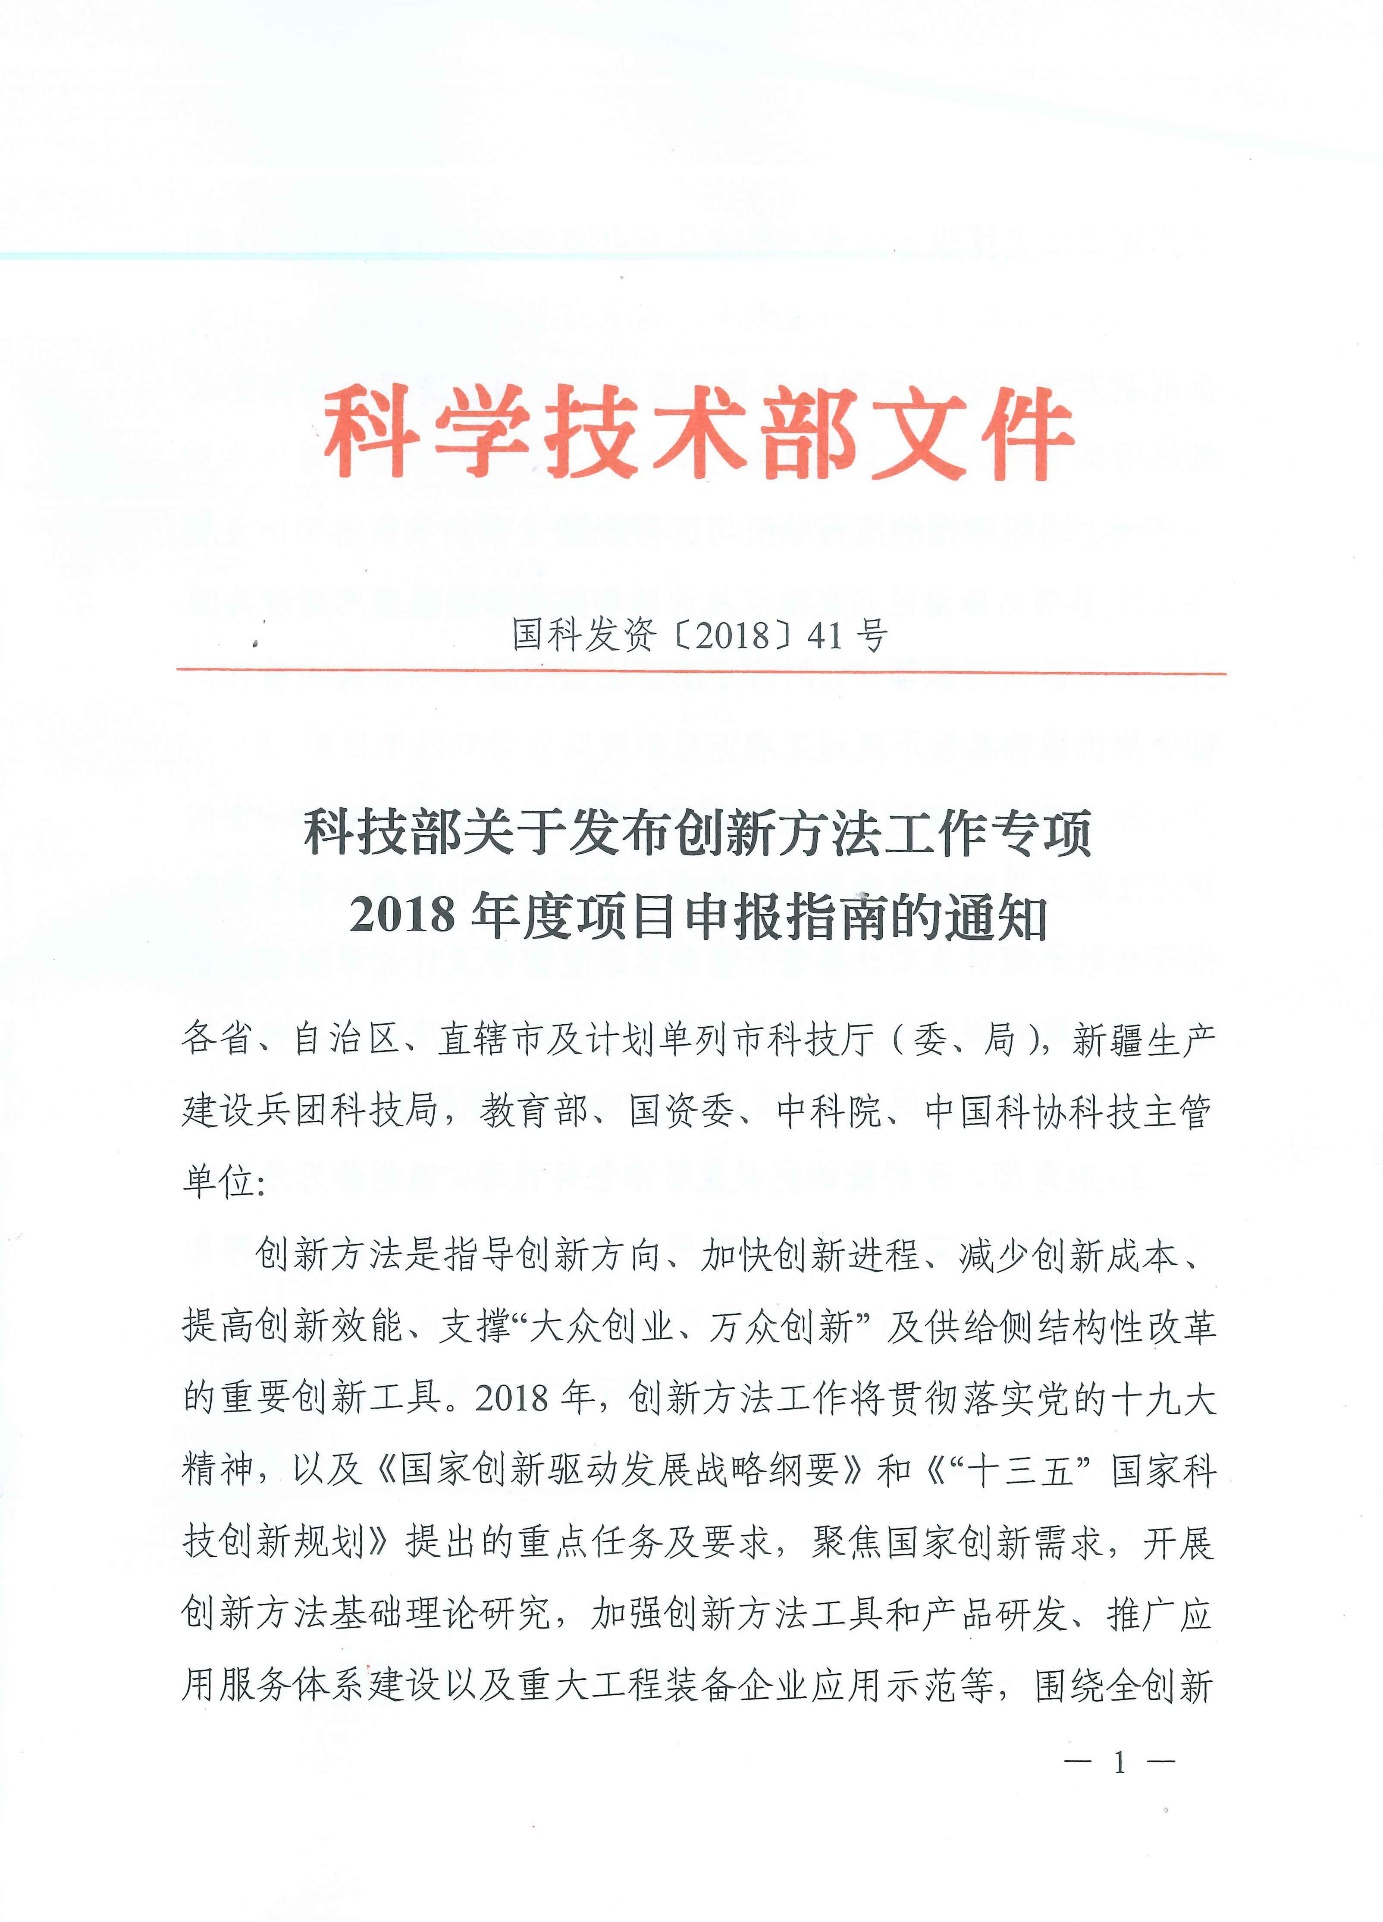 科学技术部文件
国科发资〔2018〕41 号
科技部关于发布创新方法工作专项
2018 年度项目申报指南的通知
各省、自治区、直辖市及计划单列市科技厅（委、局），新疆生产
建设兵团科技局，教育部、国资委、中科院、中国科协科技主管
单位：
创新方法是指导创新方向、加快创新进程、减少创新成本、
提高创新效能、支撑“大众创业、万众创新”及供给侧结构性改革
的重要创新工具。2018 年，创新方法工作将贯彻落实党的十九大
精神，以及《国家创新驱动发展战略纲要》和《“十三五”国家科
技创新规划》提出的重点任务及要求，聚焦国家创新需求，开展
创新方法基础理论研究，加强创新方法工具和产品研发、推广应
用服务体系建设以及重大工程装备企业应用示范等，围绕全创新
— 1 —